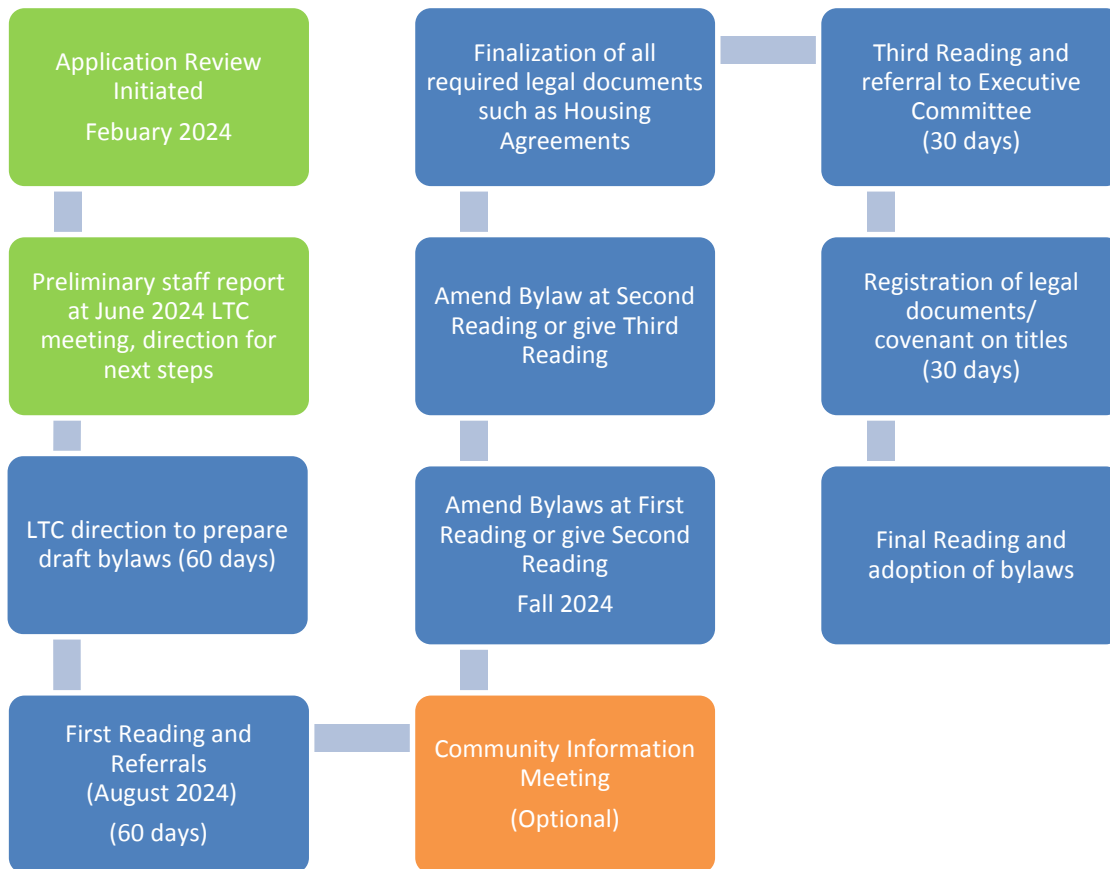 Application Review
Initiated
Febuary 2024
Preliminary staff report
at June 2024 LTC
meeting, direction for
next steps
LTC direction to prepare
draft bylaws (60 days)
First Reading and
Referrals
(August 2024)
(60 days)
Community Information
Meeting
(Optional)
Amend Bylaws at First
Reading or give Second
Reading
Fall 2024
Amend Bylaw at Second
Reading or give Third
Reading
Finalization of all
required legal documents
such as Housing
Agreements
Third Reading and
referral to Executive
Committee
(30 days)
Registration of legal
documents/
covenant on titles
(30 days)
Final Reading and
adoption of bylaws